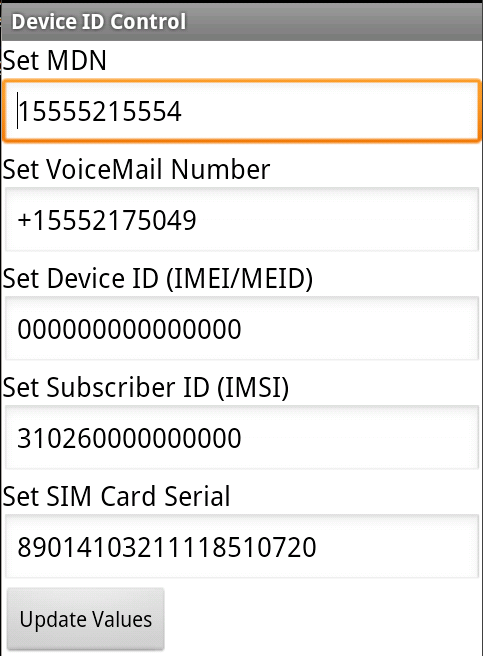 Device ID Control
Set MDN
15555215554
Set VoiceMail Number
+15552175049
Set Device ID (IMEI/MEID)
000000000000000
Set Subscriber ID (IMSI)
310260000000000
Set SIM Card Serial
89014103211118510720
Update Values